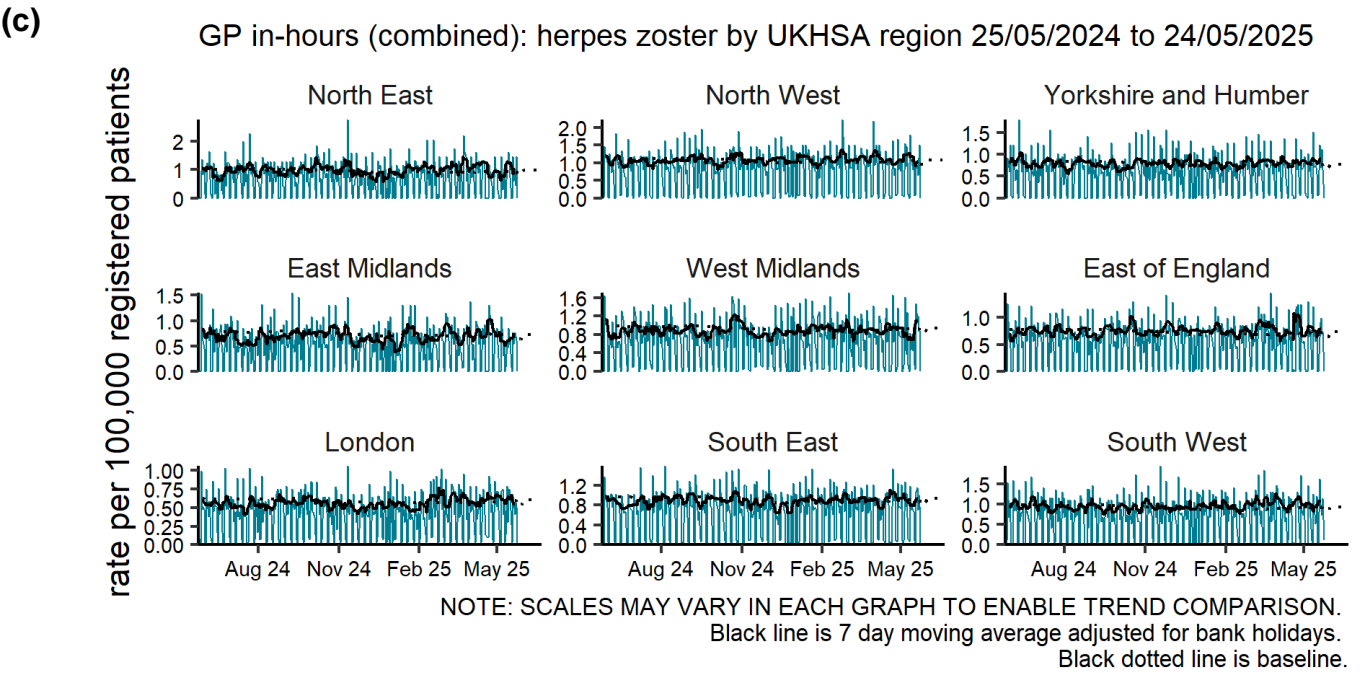 (c)
GP in-hours (combined): herpes zoster by UKHSA region 25/05/2024 to 24/05/2025
rate per 100,000 registered patients
North East
2
1
0
North West
2.0
1.5
1.0
0.5
0.0
Yorkshire and Humber
1.5
1.0
0.5
0.0
East Midlands
1.5
1.0
0.5
0.0
West Midlands
1.6
1.2
0.8
0.4
0.0
East of England
1.0
0.5
0.0
London
1.00
0.75
0.50
0.25
0.00
South East
1.2
0.8
0.4
0.0
South West
1.5
1.0
0.5
0.0
Aug 24 Nov 24 Feb 25 May 25
Aug 24 Nov 24 Feb 25 May 25
Aug 24 Nov 24 Feb 25 May 25
NOTE: SCALES MAY VARY IN EACH GRAPH TO ENABLE TREND COMPARISON.
Black line is 7 day moving average adjusted for bank holidays.
Black dotted line is baseline.